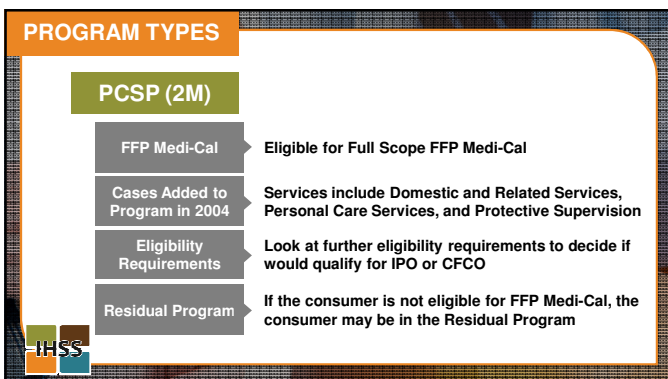 PROGRAM TYPES
PCSP (2M)
FFP Medi-Cal
Eligible for Full Scope FFP Medi-Cal
Cases Added to
Program in 2004
Services include Domestic and Related Services,
Personal Care Services, and Protective Supervision
Eligibility
Requirements
Look at further eligibility requirements to decide if
would qualify for IPO or CFCO
Residual Program
If the consumer is not eligible for FFP Medi-Cal, the
consumer may be in the Residual Program
IHSS